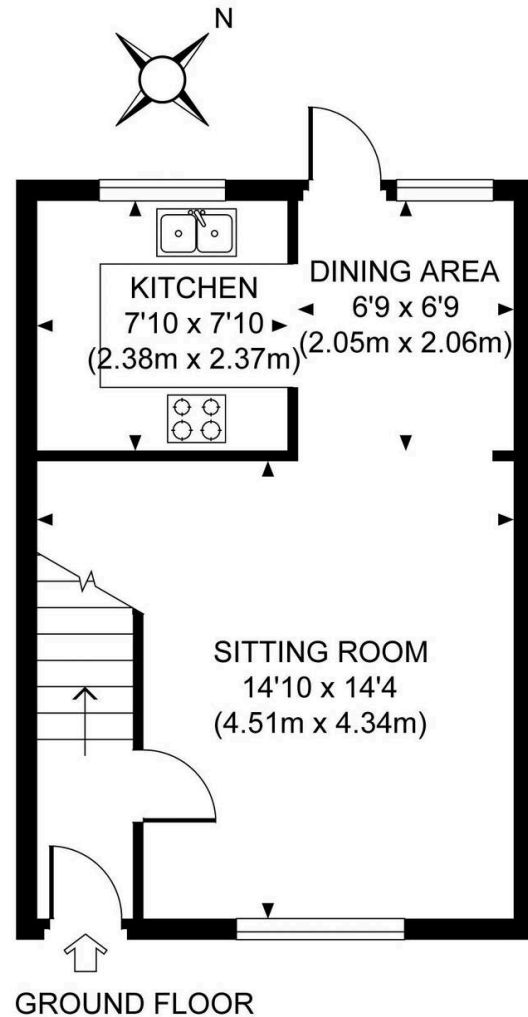 N
KITCHEN
7'10 x 7'10
(2.38m x 2.37m)
DINING AREA
6'9 x 6'9
(2.05m x 2.06m)
SITTING ROOM
14'10 x 14'4
(4.51m x 4.34m)
GROUND FLOOR